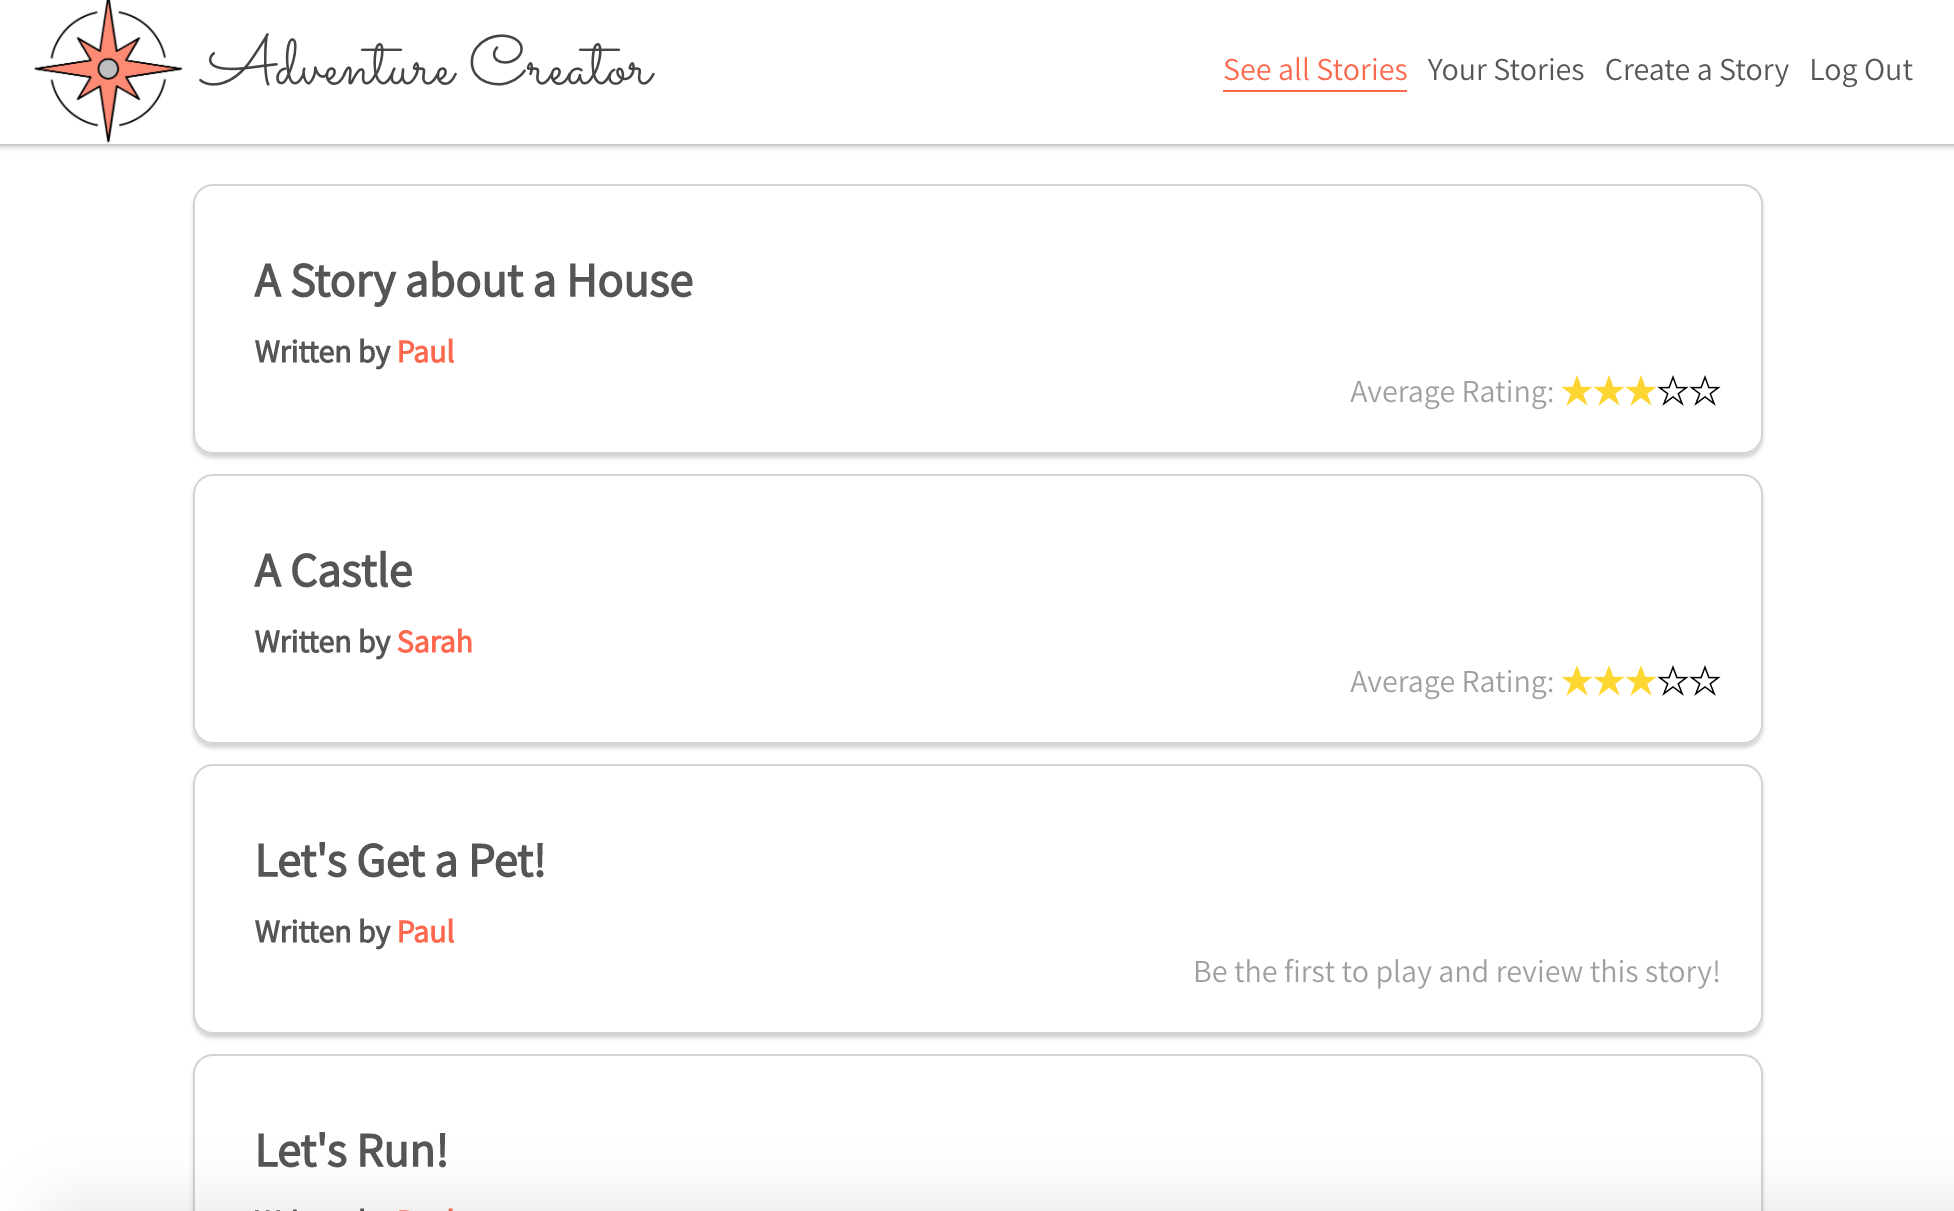 Adventure Creator
See all Stories Your Stories Create a Story Log Out
A Story about a House
Written by Paul
Average Rating: ★★★☆☆
A Castle
Written by Sarah
Average Rating: ★★★☆☆
Let's Get a Pet!
Written by Paul
Be the first to play and review this story!
Let's Run!